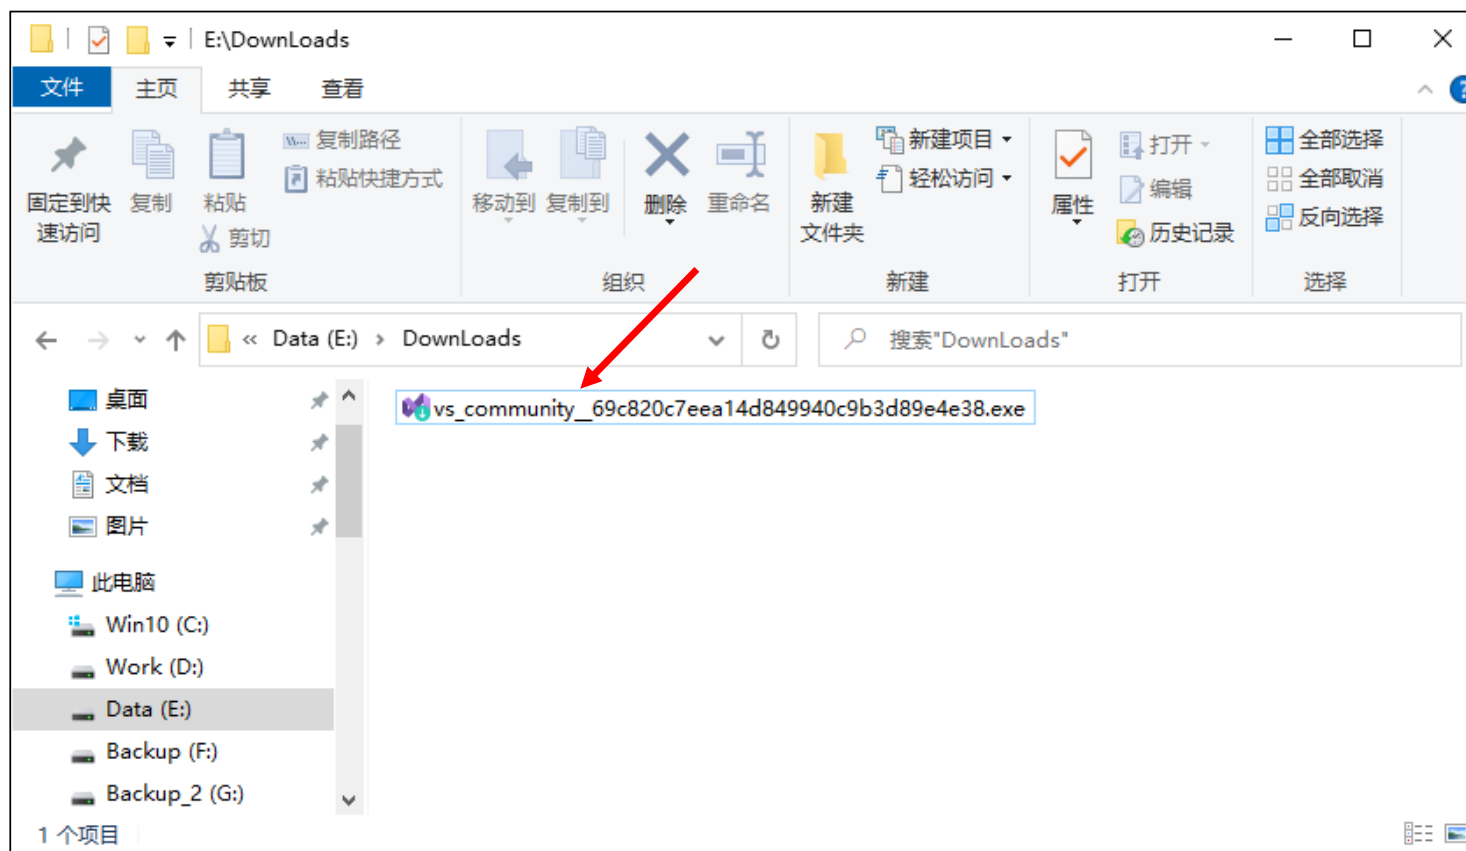 E:\DownLoads
文件 主页 共享 查看
固定到快速访问
复制
粘贴
复制路径
粘贴快捷方式
剪切
剪贴板
移动到
复制到
删除
重命名
组织
新建文件夹
新建项目
轻松访问
新建
属性
打开
编辑
历史记录
打开
全部选择
全部取消
反向选择
选择
« Data (E:) › DownLoads
搜索"DownLoads"
桌面
下载
文档
图片
此电脑
Win10 (C:)
Work (D:)
Data (E:)
Backup (F:)
Backup_2 (G:)
vs_community__69c820c7eea14d849940c9b3d89e4e38.exe
1 个项目